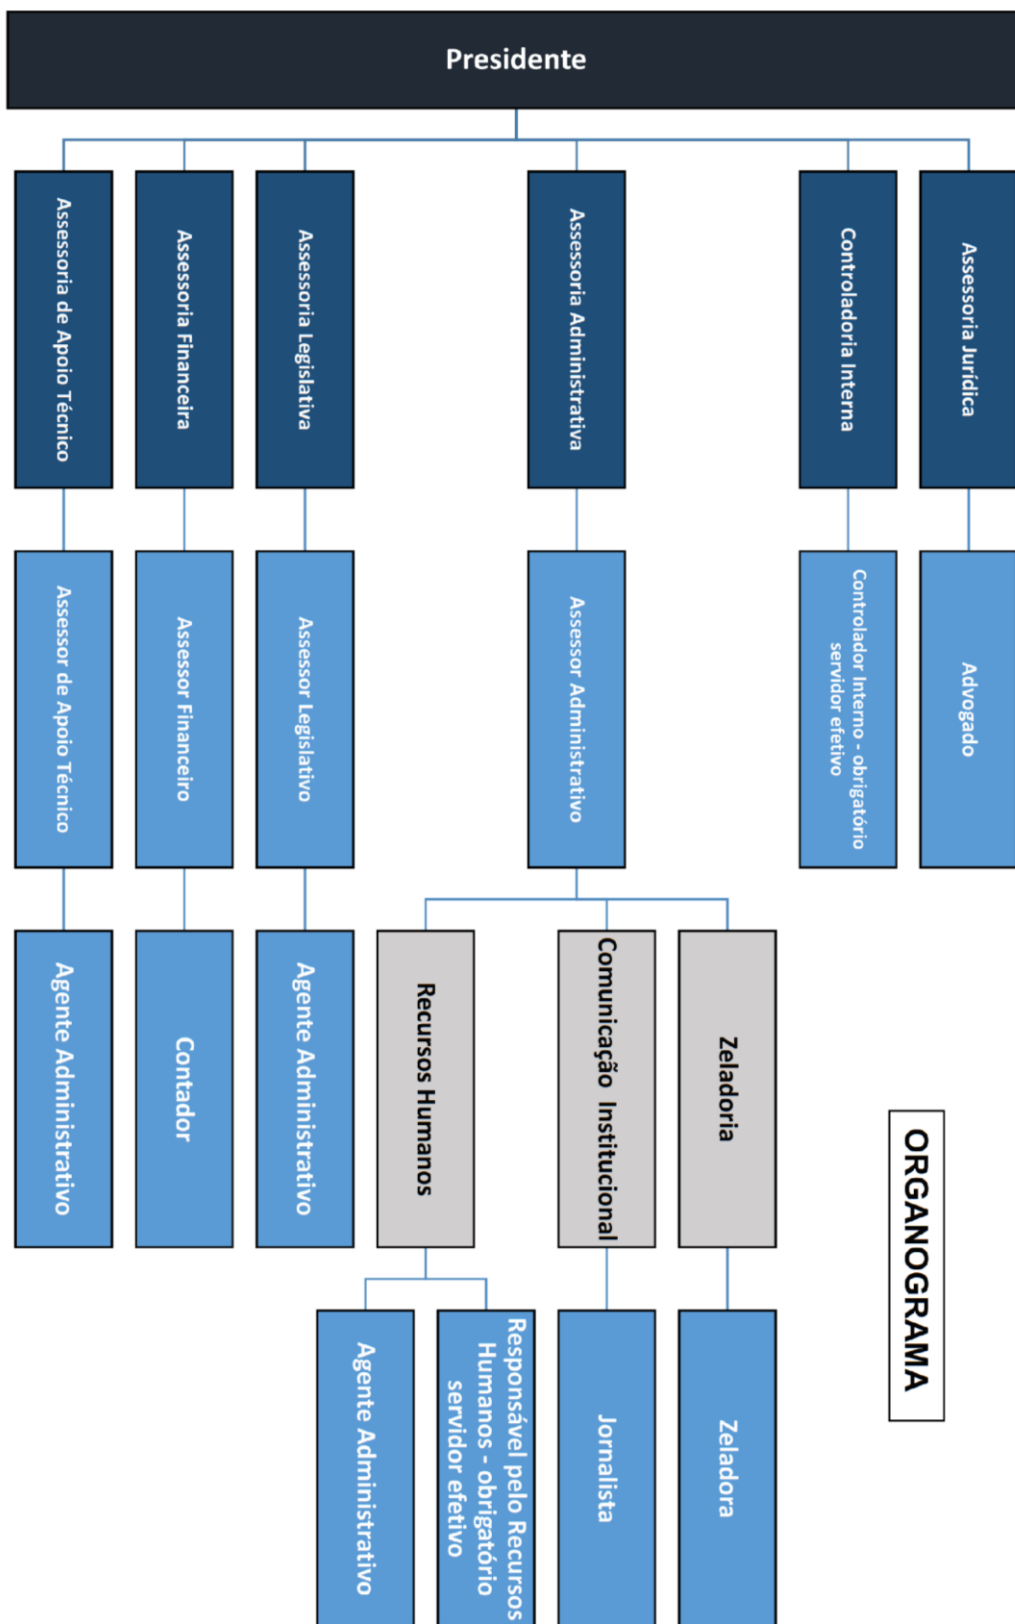 Presidente
Assessoria de Apoio Técnico
Assessoria Financeira
Assessoria Legislativa
Assessoria Administrativa
Controladoria Interna
Assessoria Jurídica
Assessor de Apoio Técnico
Assessor Financeiro
Assessor Legislativo
Assessor Administrativo
Controlador Interno - obrigatório
servidor efetivo
Advogado
Agente Administrativo
Contador
Agente Administrativo
Recursos Humanos
Comunicação Institucional
Zeladoria
ORGANOGRAMA
Agente Administrativo
Responsável pelo Recursos
Humanos - obrigatório
servidor efetivo
Jornalista
Zeladora